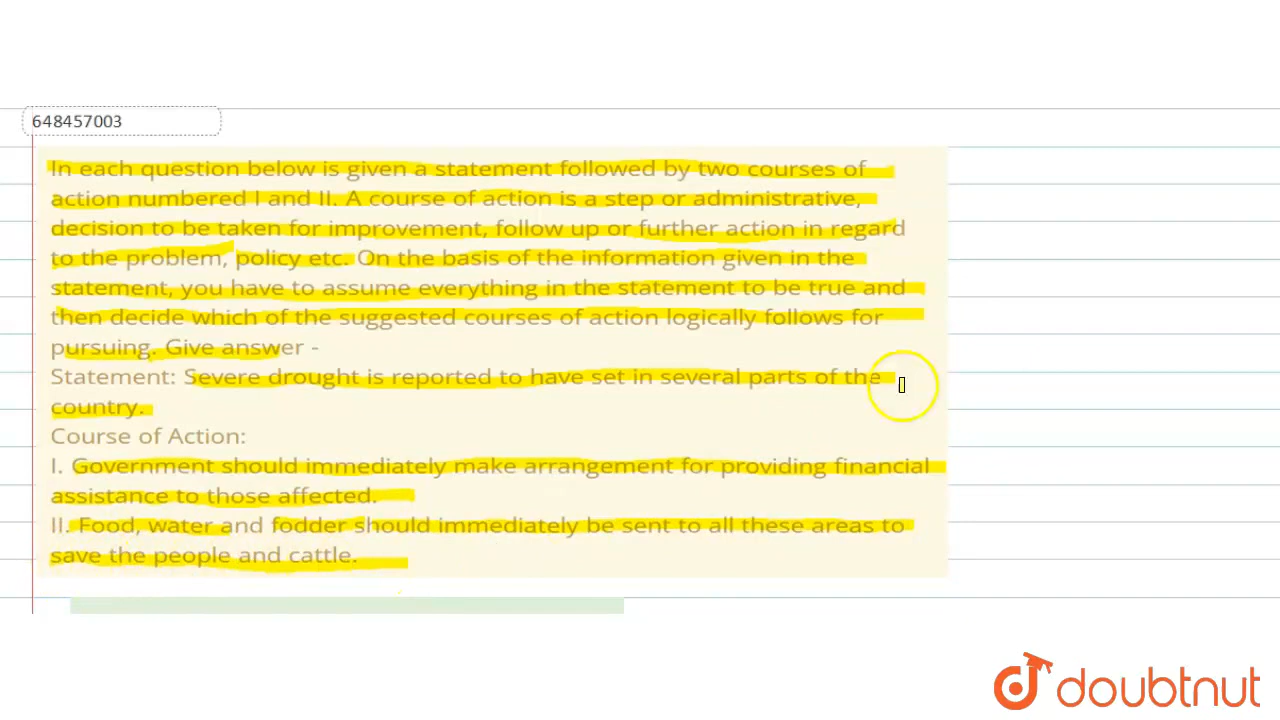 648457003
In each question below is given a statement followed by two courses of
action numbered I and II. A course of action is a step or administrative,
decision to be taken for improvement, follow up or further action in regard
to the problem, policy etc. On the basis of the information given in the
statement, you have to assume everything in the statement to be true and
then decide which of the suggested courses of action logically follows for
pursuing. Give answer -
Statement: Severe drought is reported to have set in several parts of the
country.
Course of Action:
I. Government should immediately make arrangement for providing financial
assistance to those affected.
II. Food, water and fodder should immediately be sent to all these areas to
save the people and cattle.
doubtnut